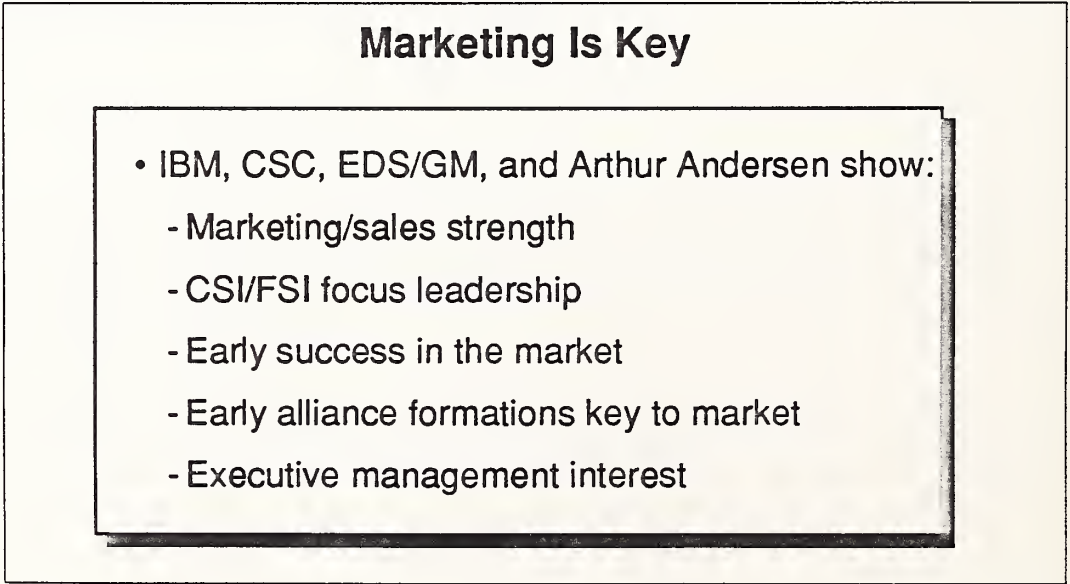 Marketing Is Key
• IBM, CSC, EDS/GM, and Arthur Andersen show:
- Marketing/sales strength
- CSI/FSI focus leadership
- Early success in the market
- Early alliance formations key to market
- Executive management interest